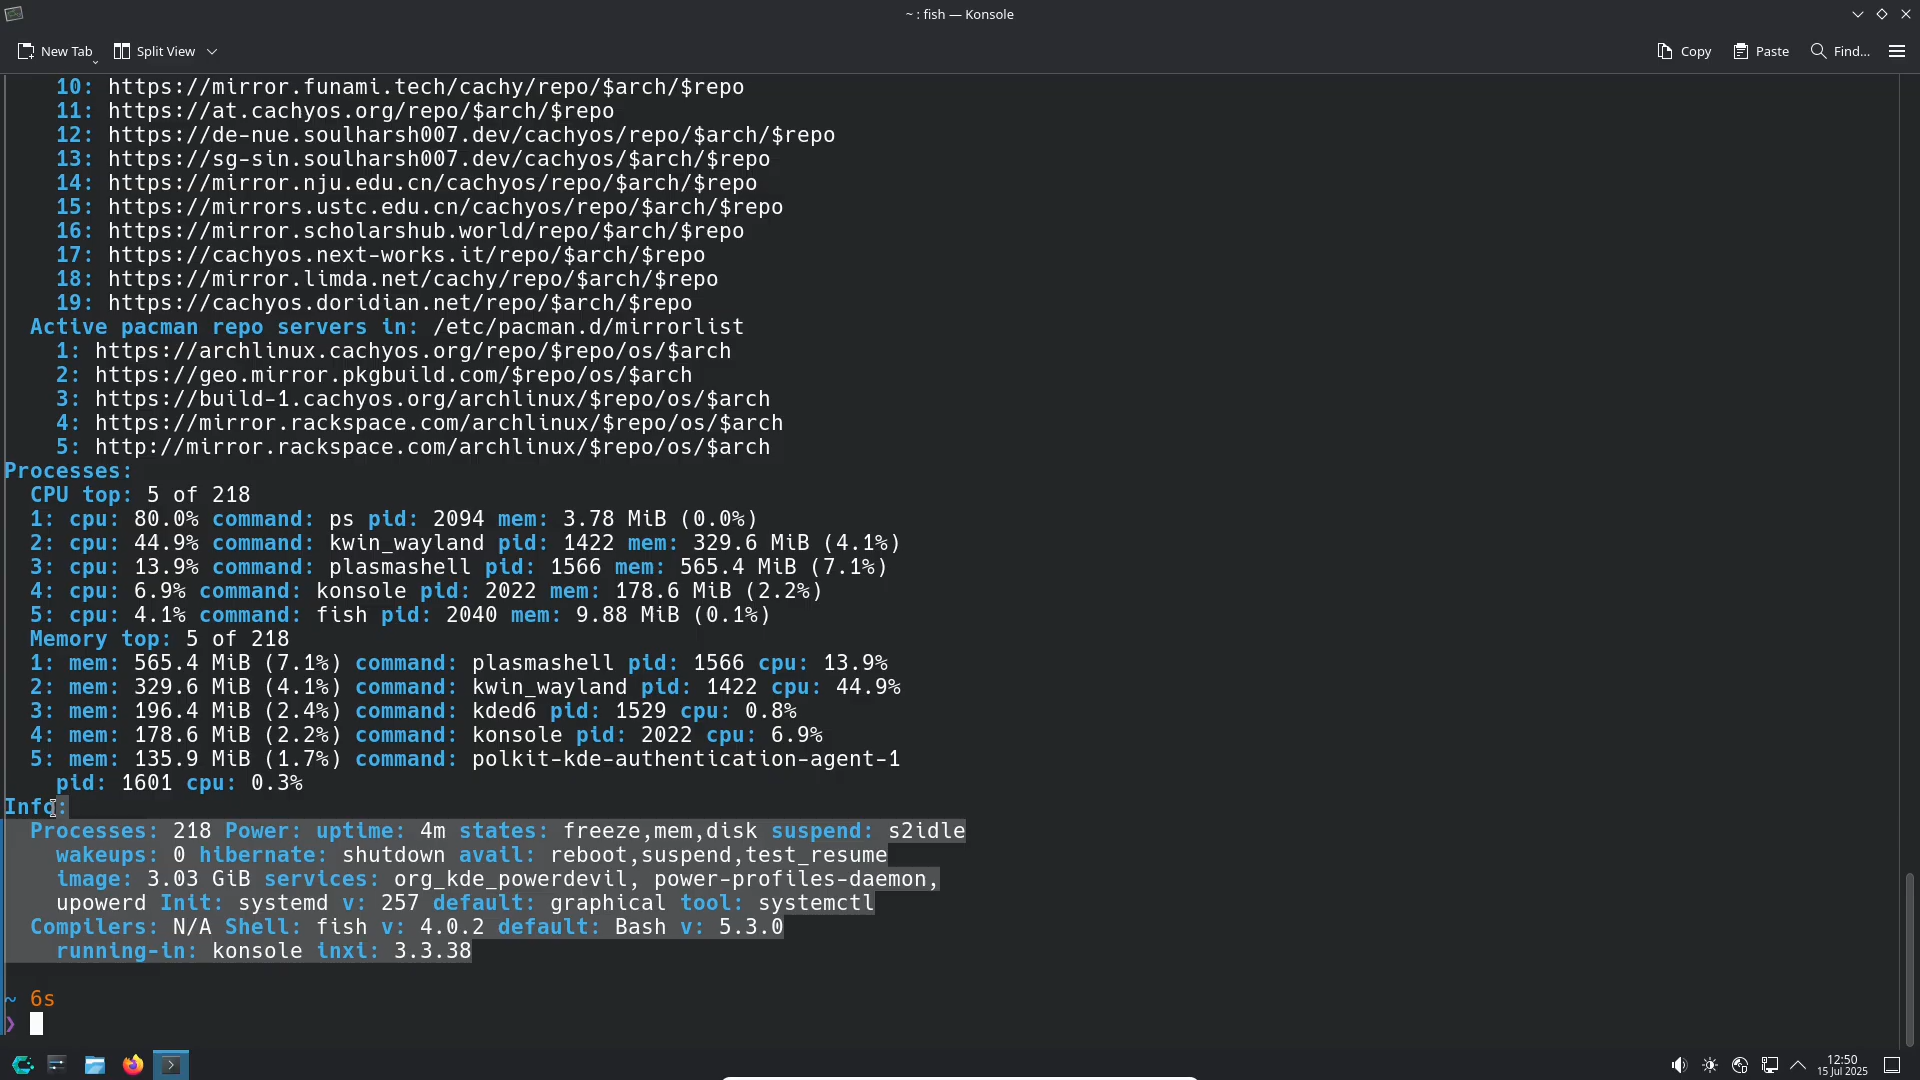 ~ : fish — Konsole
New Tab Split View Copy Paste Find...
10: https://mirror.funami.tech/cachy/repo/$arch/$repo
11: https://at.cachyos.org/repo/$arch/$repo
12: https://de-nue.soulharsh007.dev/cachyos/repo/$arch/$repo
13: https://sg-sin.soulharsh007.dev/cachyos/$arch/$repo
14: https://mirror.nju.edu.cn/cachyos/repo/$arch/$repo
15: https://mirrors.ustc.edu.cn/cachyos/repo/$arch/$repo
16: https://mirror.scholarshub.world/repo/$arch/$repo
17: https://cachyos.next-works.it/repo/$arch/$repo
18: https://mirror.limda.net/cachy/repo/$arch/$repo
19: https://cachyos.doridian.net/repo/$arch/$repo
Active pacman repo servers in: /etc/pacman.d/mirrorlist
1: https://archlinux.cachyos.org/repo/$repo/os/$arch
2: https://geo.mirror.pkgbuild.com/$repo/os/$arch
3: https://build-1.cachyos.org/archlinux/$repo/os/$arch
4: https://mirror.rackspace.com/archlinux/$repo/os/$arch
5: http://mirror.rackspace.com/archlinux/$repo/os/$arch
Processes:
CPU top: 5 of 218
1: cpu: 80.0% command: ps pid: 2094 mem: 3.78 MiB (0.0%)
2: cpu: 44.9% command: kwin_wayland pid: 1422 mem: 329.6 MiB (4.1%)
3: cpu: 13.9% command: plasmashell pid: 1566 mem: 565.4 MiB (7.1%)
4: cpu: 6.9% command: konsole pid: 2022 mem: 178.6 MiB (2.2%)
5: cpu: 4.1% command: fish pid: 2040 mem: 9.88 MiB (0.1%)
Memory top: 5 of 218
1: mem: 565.4 MiB (7.1%) command: plasmashell pid: 1566 cpu: 13.9%
2: mem: 329.6 MiB (4.1%) command: kwin_wayland pid: 1422 cpu: 44.9%
3: mem: 196.4 MiB (2.4%) command: kded6 pid: 1529 cpu: 0.8%
4: mem: 178.6 MiB (2.2%) command: konsole pid: 2022 cpu: 6.9%
5: mem: 135.9 MiB (1.7%) command: polkit-kde-authentication-agent-1
pid: 1601 cpu: 0.3%
Info:
Processes: 218 Power: uptime: 4m states: freeze,mem,disk suspend: s2idle
wakeups: 0 hibernate: shutdown avail: reboot,suspend,test_resume
image: 3.03 GiB services: org_kde_powerdevil, power-profiles-daemon,
upowerd Init: systemd v: 257 default: graphical tool: systemctl
Compilers: N/A Shell: fish v: 4.0.2 default: Bash v: 5.3.0
running-in: konsole inxi: 3.3.38
~ 6s
❯
12:50
15 Jul 2025